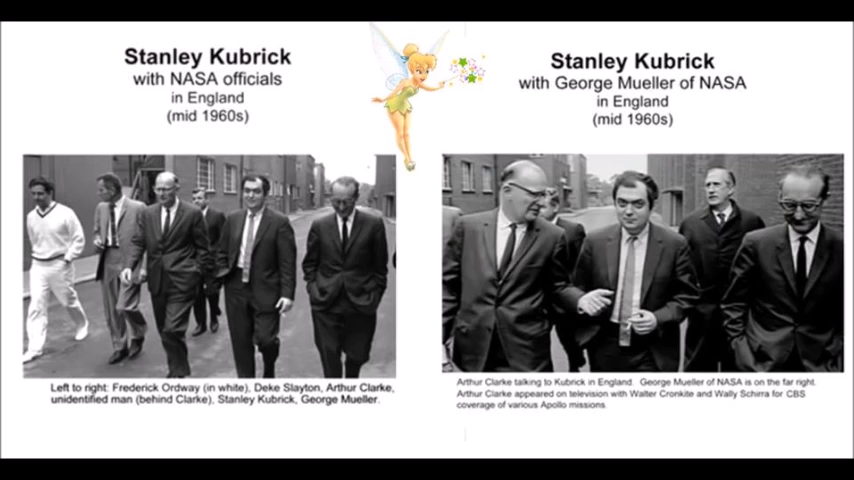 Stanley Kubrick
with NASA officials
in England
(mid 1960s)
Left to right: Frederick Ordway (in white), Deke Slayton, Arthur Clarke,
unidentified man (behind Clarke), Stanley Kubrick, George Mueller.
Stanley Kubrick
with George Mueller of NASA
in England
(mid 1960s)
Arthur Clarke talking to Kubrick in England. George Mueller of NASA is on the far right.
Arthur Clarke appeared on television with Walter Cronkite and Wally Schirra for CBS
coverage of various Apollo missions.